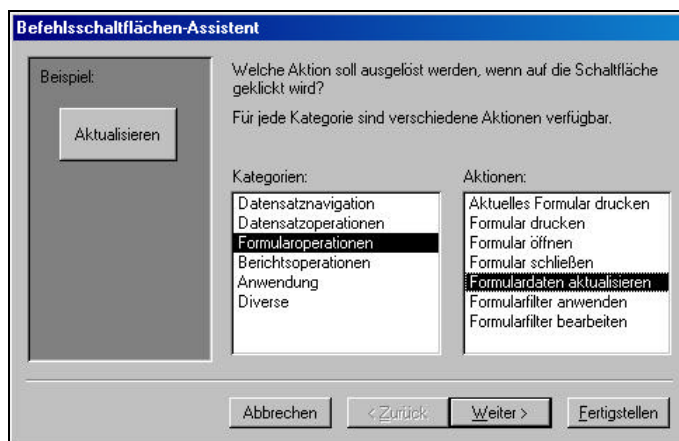 Befehlsschaltflächen-Assistent
Beispiel:
Aktualisieren
Welche Aktion soll ausgelöst werden, wenn auf die Schaltfläche
geklickt wird?
Für jede Kategorie sind verschiedene Aktionen verfügbar.
Kategorien:
Datensatznavigation
Datensatzoperationen
Formularoperationen
Berichtsoperationen
Anwendung
Diverse
Aktionen:
Aktuelles Formular drucken
Formular drucken
Formular öffnen
Formular schließen
Formulardaten aktualisieren
Formularfilter anwenden
Formularfilter bearbeiten
Abbrechen
< Zurück
Weiter >
Fertigstellen